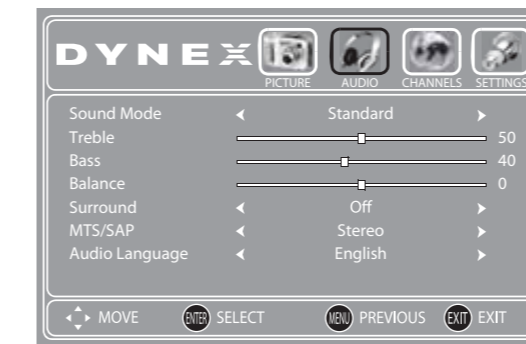 DYNEX
PICTURE AUDIO CHANNELS SETTINGS
Sound Mode Standard
Treble 50
Bass 40
Balance 0
Surround Off
MTS/SAP Stereo
Audio Language English
MOVE ENTER SELECT MENU PREVIOUS EXIT EXIT